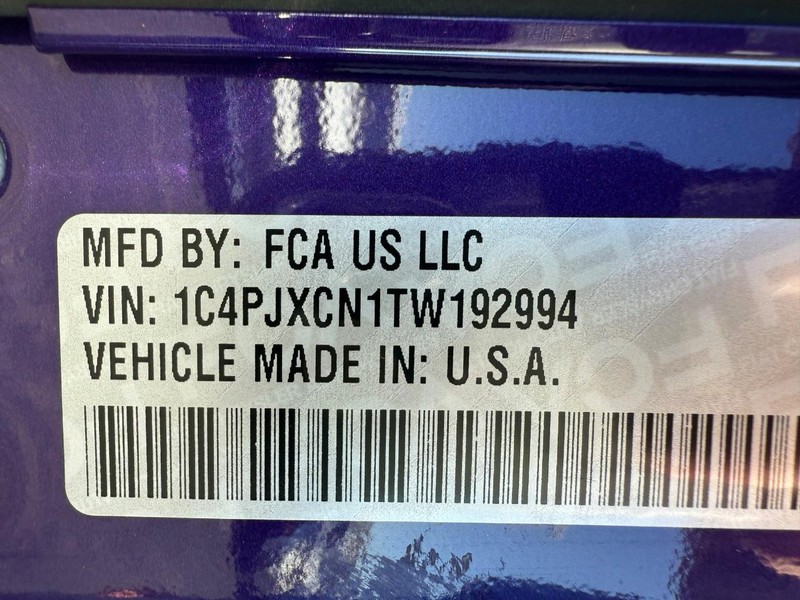 MFD BY: FCA US LLC
VIN: 1C4PJXCN1TW192994
VEHICLE MADE IN: U.S.A.